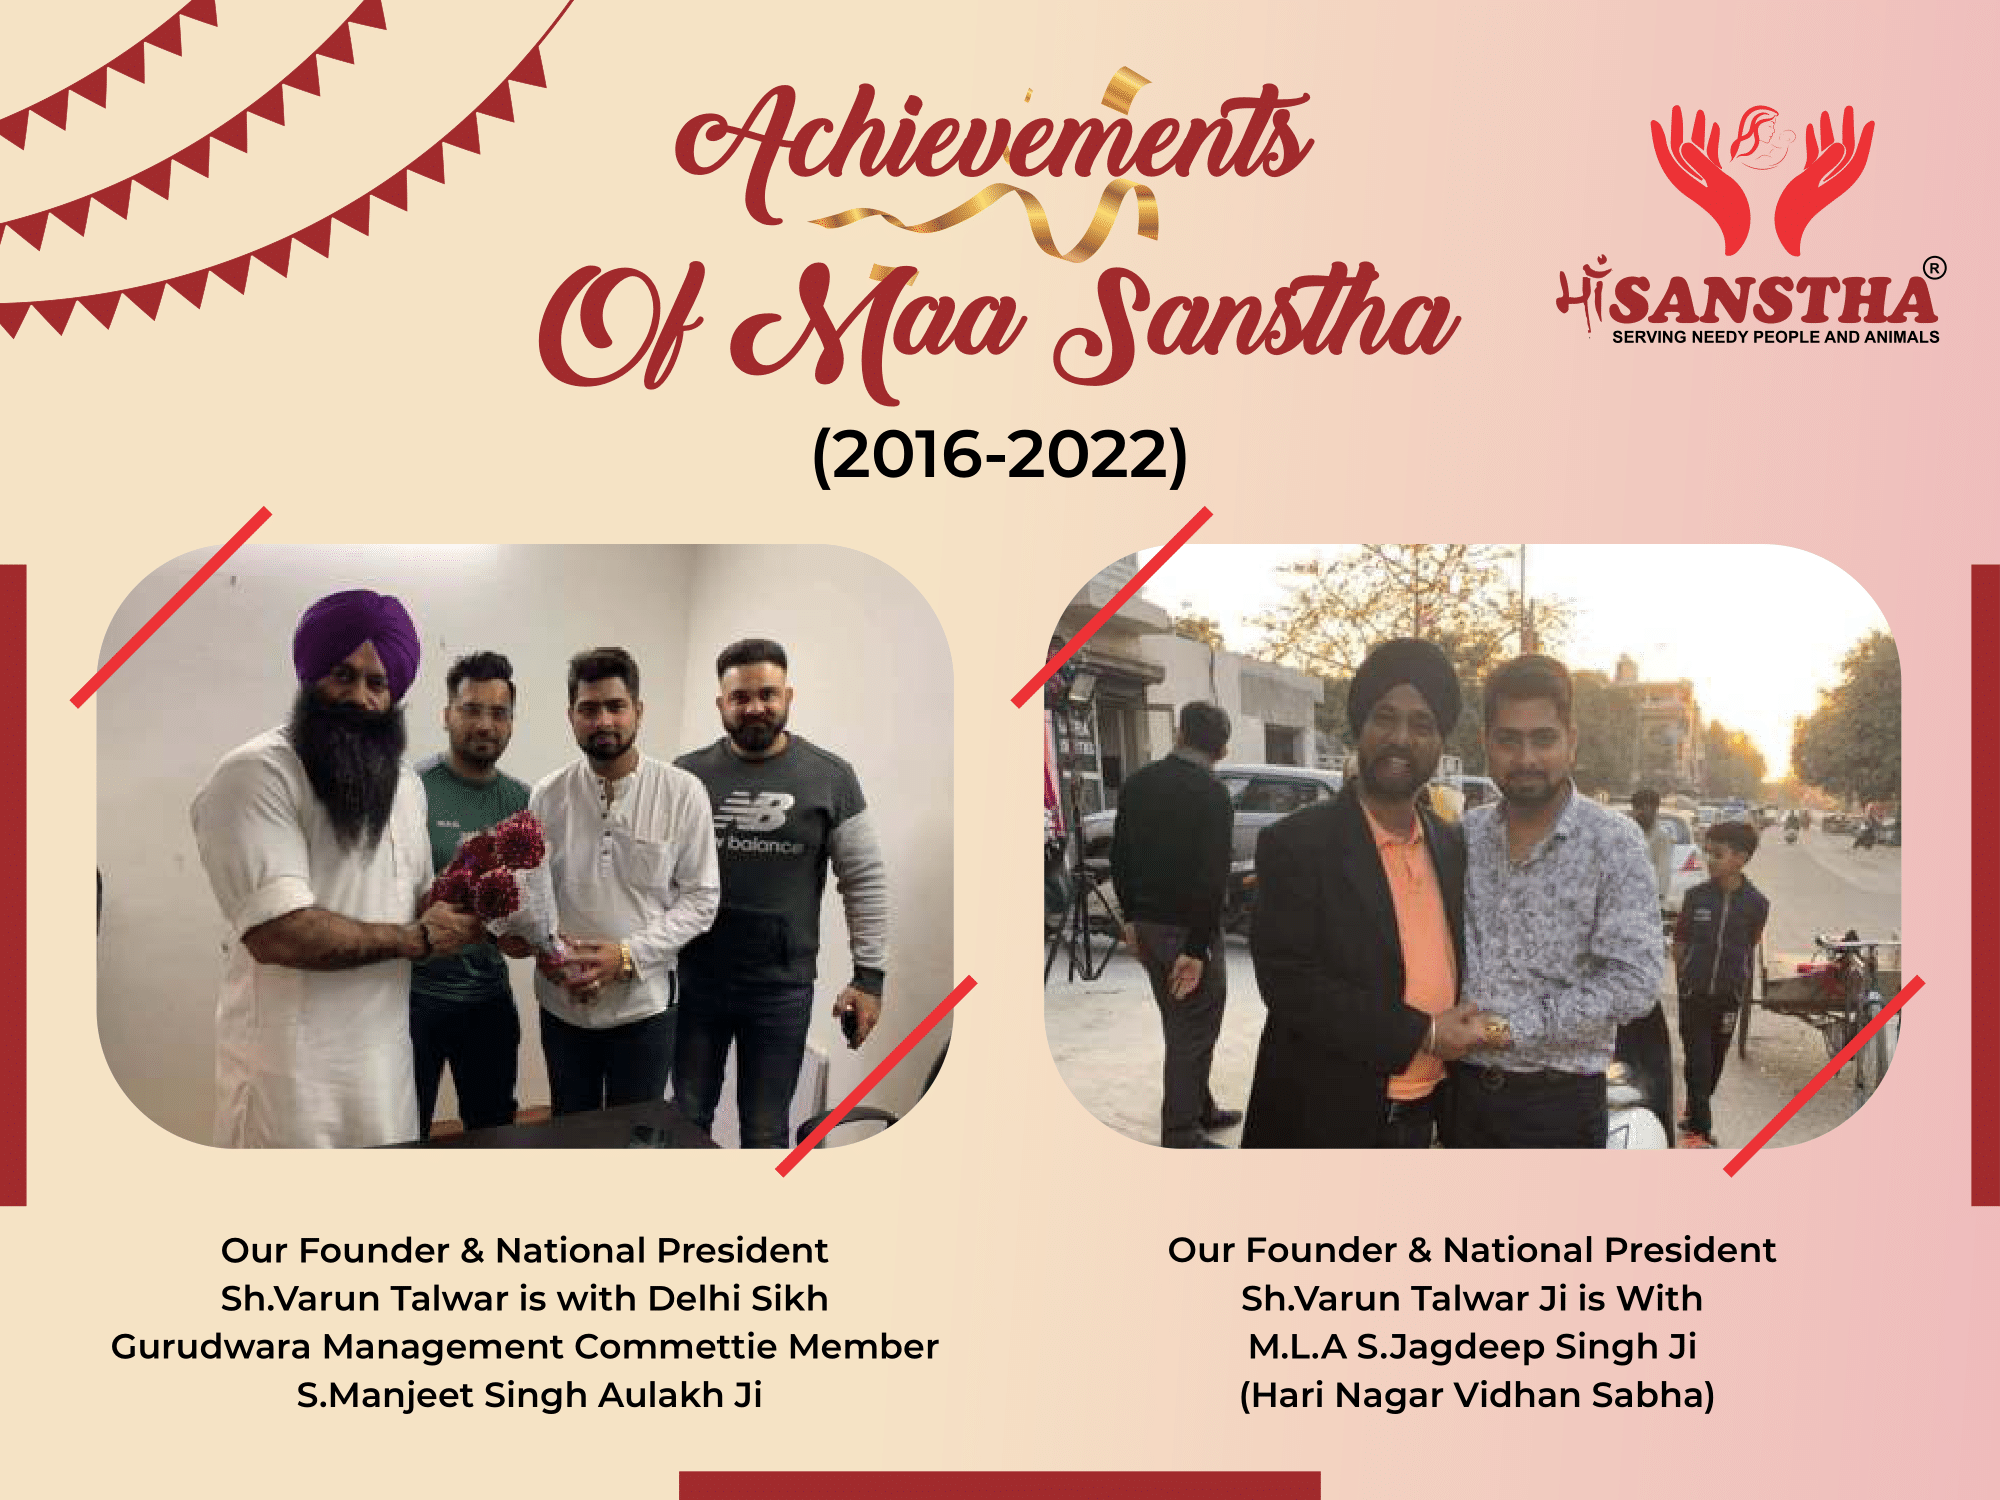 Achievements
Of Maa Sanstha
(2016-2022)
माँ SANSTHA®
SERVING NEEDY PEOPLE AND ANIMALS
NB
balance
Our Founder & National President
Sh.Varun Talwar is with Delhi Sikh
Gurudwara Management Commettie Member
S.Manjeet Singh Aulakh Ji
Our Founder & National President
Sh.Varun Talwar Ji is With
M.L.A S.Jagdeep Singh Ji
(Hari Nagar Vidhan Sabha)